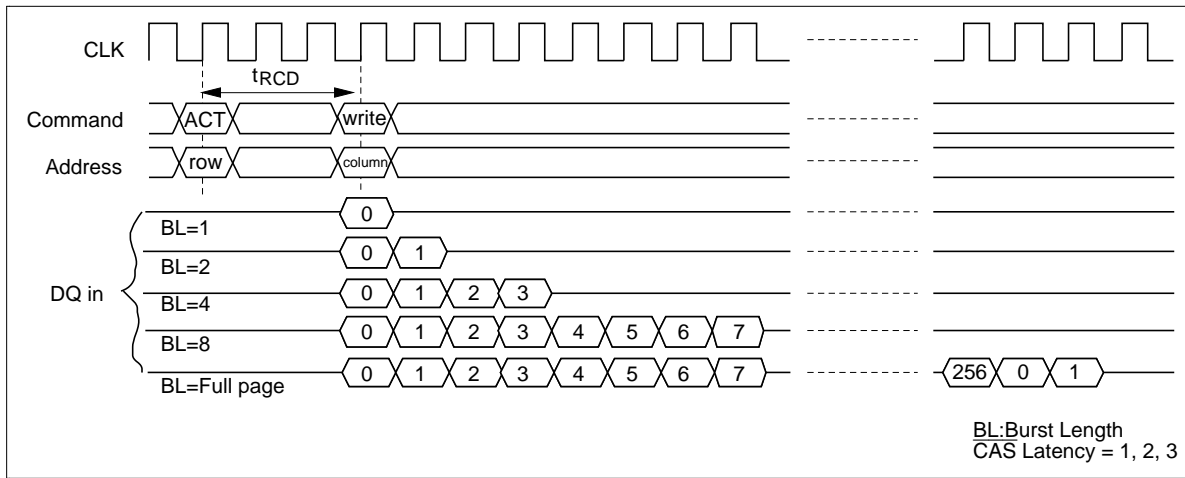 CLK
tRCD
Command ACT write
Address row column
DQ in
0
BL=1
0 1
BL=2
0 1 2 3
BL=4
0 1 2 3 4 5 6 7
BL=8
0 1 2 3 4 5 6 7 256 0 1
BL=Full page
BL:Burst Length
CAS Latency = 1, 2, 3